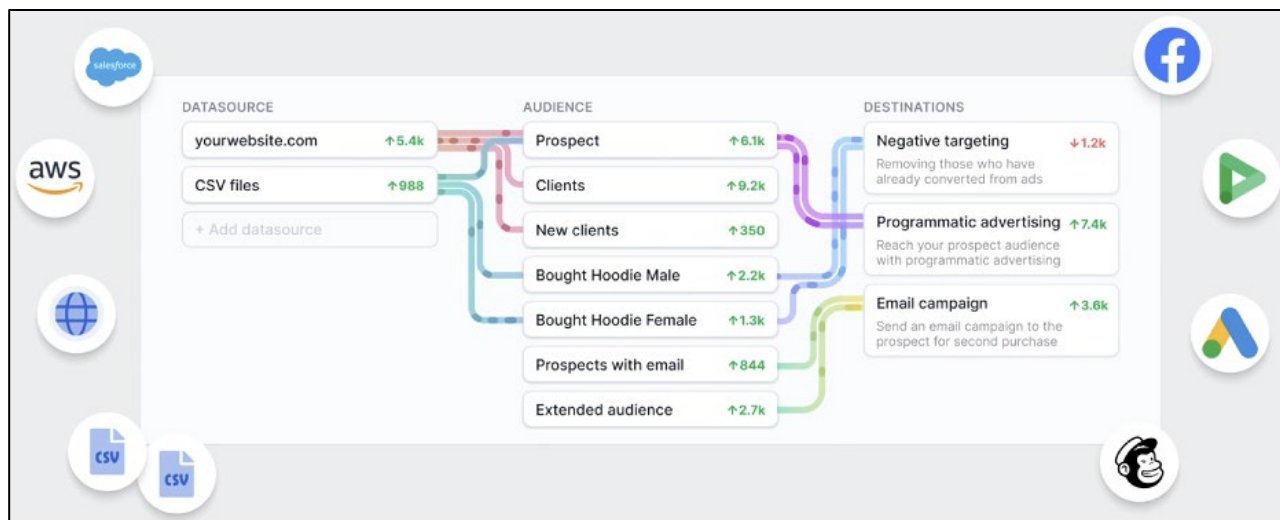 salesforce
aws
CSV
CSV
DATASOURCE
yourwebsite.com ↑5.4k
CSV files ↑988
+ Add datasource
AUDIENCE
Prospect ↑6.1k
Clients ↑9.2k
New clients ↑350
Bought Hoodie Male ↑2.2k
Bought Hoodie Female ↑1.3k
Prospects with email ↑844
Extended audience ↑2.7k
DESTINATIONS
Negative targeting ↓1.2k
Removing those who have
already converted from ads
Programmatic advertising ↑7.4k
Reach your prospect audience
with programmatic advertising
Email campaign ↑3.6k
Send an email campaign to the
prospect for second purchase